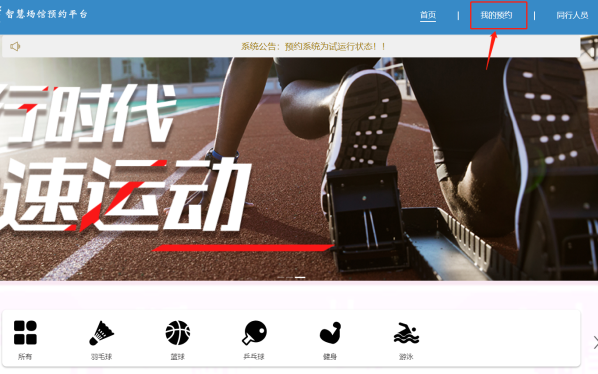 智慧场馆预约平台
首页 | 我的预约 | 同行人员
系统公告：预约系统为试运行状态！！
行时代
速运动
所有 羽毛球 篮球 乒乓球 健身 游泳